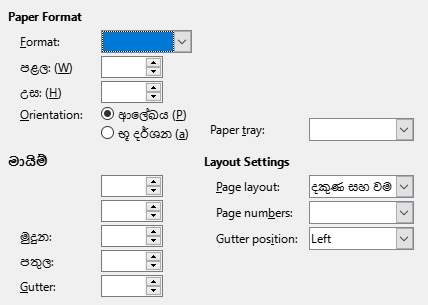 Paper Format
Format:
පළල: (W)
උස: (H)
Orientation:
ආලේඛය (P)
භූ දර්ශන (a)
Paper tray:
මායිම්
Layout Settings
Page layout: දකුණ සහ වම
Page numbers:
මුදුන:
Gutter position: Left
පතුල:
Gutter: